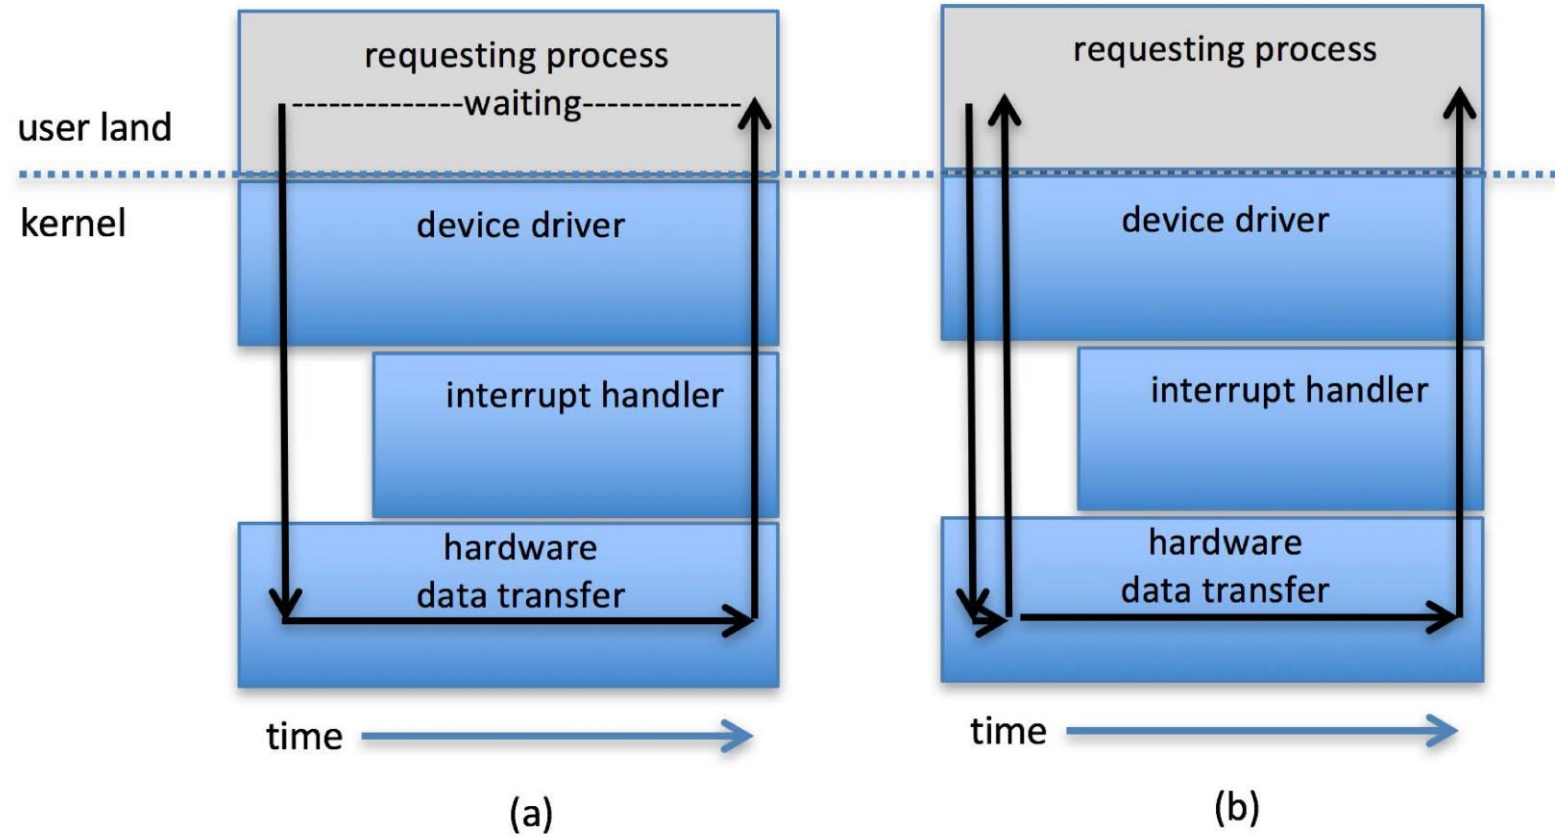 requesting process
------------waiting------------
user land
kernel
device driver
interrupt handler
hardware
data transfer
time
(a)
requesting process
device driver
interrupt handler
hardware
data transfer
time
(b)